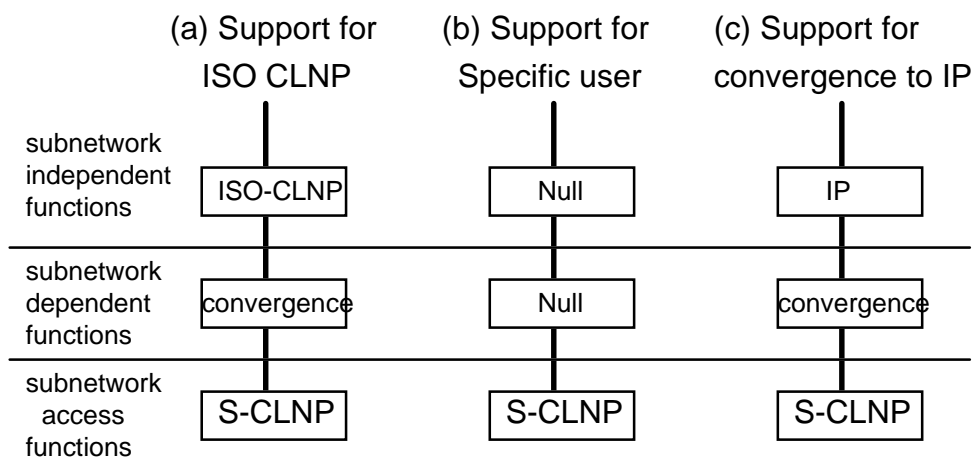 (a) Support for
ISO CLNP
(b) Support for
Specific user
(c) Support for
convergence to IP
subnetwork
independent
functions
ISO-CLNP
Null
IP
subnetwork
dependent
functions
convergence
Null
convergence
subnetwork
access
functions
S-CLNP
S-CLNP
S-CLNP